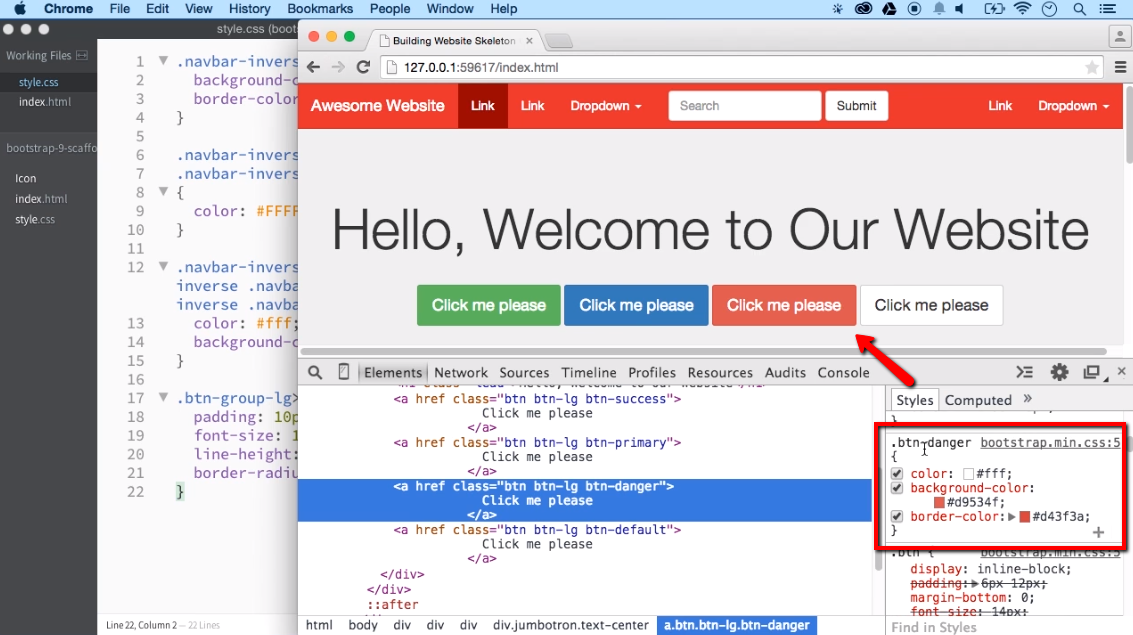 Chrome File Edit View History Bookmarks People Window Help
style.css (boot
Working Files
style.css
index.html
bootstrap-9-scaffo
Icon
index.html
style.css
1 .navbar-invers
2 background-c
3 border-color
4 }
5
6 .navbar-invers
7 .navbar-invers
8 {
9 color: #FFFF
10 }
11
12 .navbar-invers
inverse .navba
inverse .navba
13 color: #fff;
14 background-c
15 }
16
17 .btn-group-lg>
18 padding: 10p
19 font-size: 1
20 line-height:
21 border-radiu
22 }
Line 22, Column 2 — 22 Lines
Building Website Skeleton ×
127.0.0.1:59617/index.html
Awesome Website Link Link Dropdown Search Submit Link Dropdown
Hello, Welcome to Our Website
Click me please Click me please Click me please Click me please
Elements Network Sources Timeline Profiles Resources Audits Console
<a href class="btn btn-lg btn-success">
Click me please
</a>
<a href class="btn btn-lg btn-primary">
Click me please
</a>
<a href class="btn btn-lg btn-danger">
Click me please
</a>
<a href class="btn btn-lg btn-default">
Click me please
</a>
</div>
</div>
::after
html body div div div div.jumbotron.text-center a.btn.btn-lg.btn-danger
Styles Computed »
}
.btn-danger bootstrap.min.css:5
{
color: #fff;
background-color:
#d9534f;
border-color: #d43f3a;
}
.btn { bootstrap.min.css:5
display: inline-block;
padding: 6px 12px;
margin-bottom: 0;
font-size: 14px;
Find in Styles